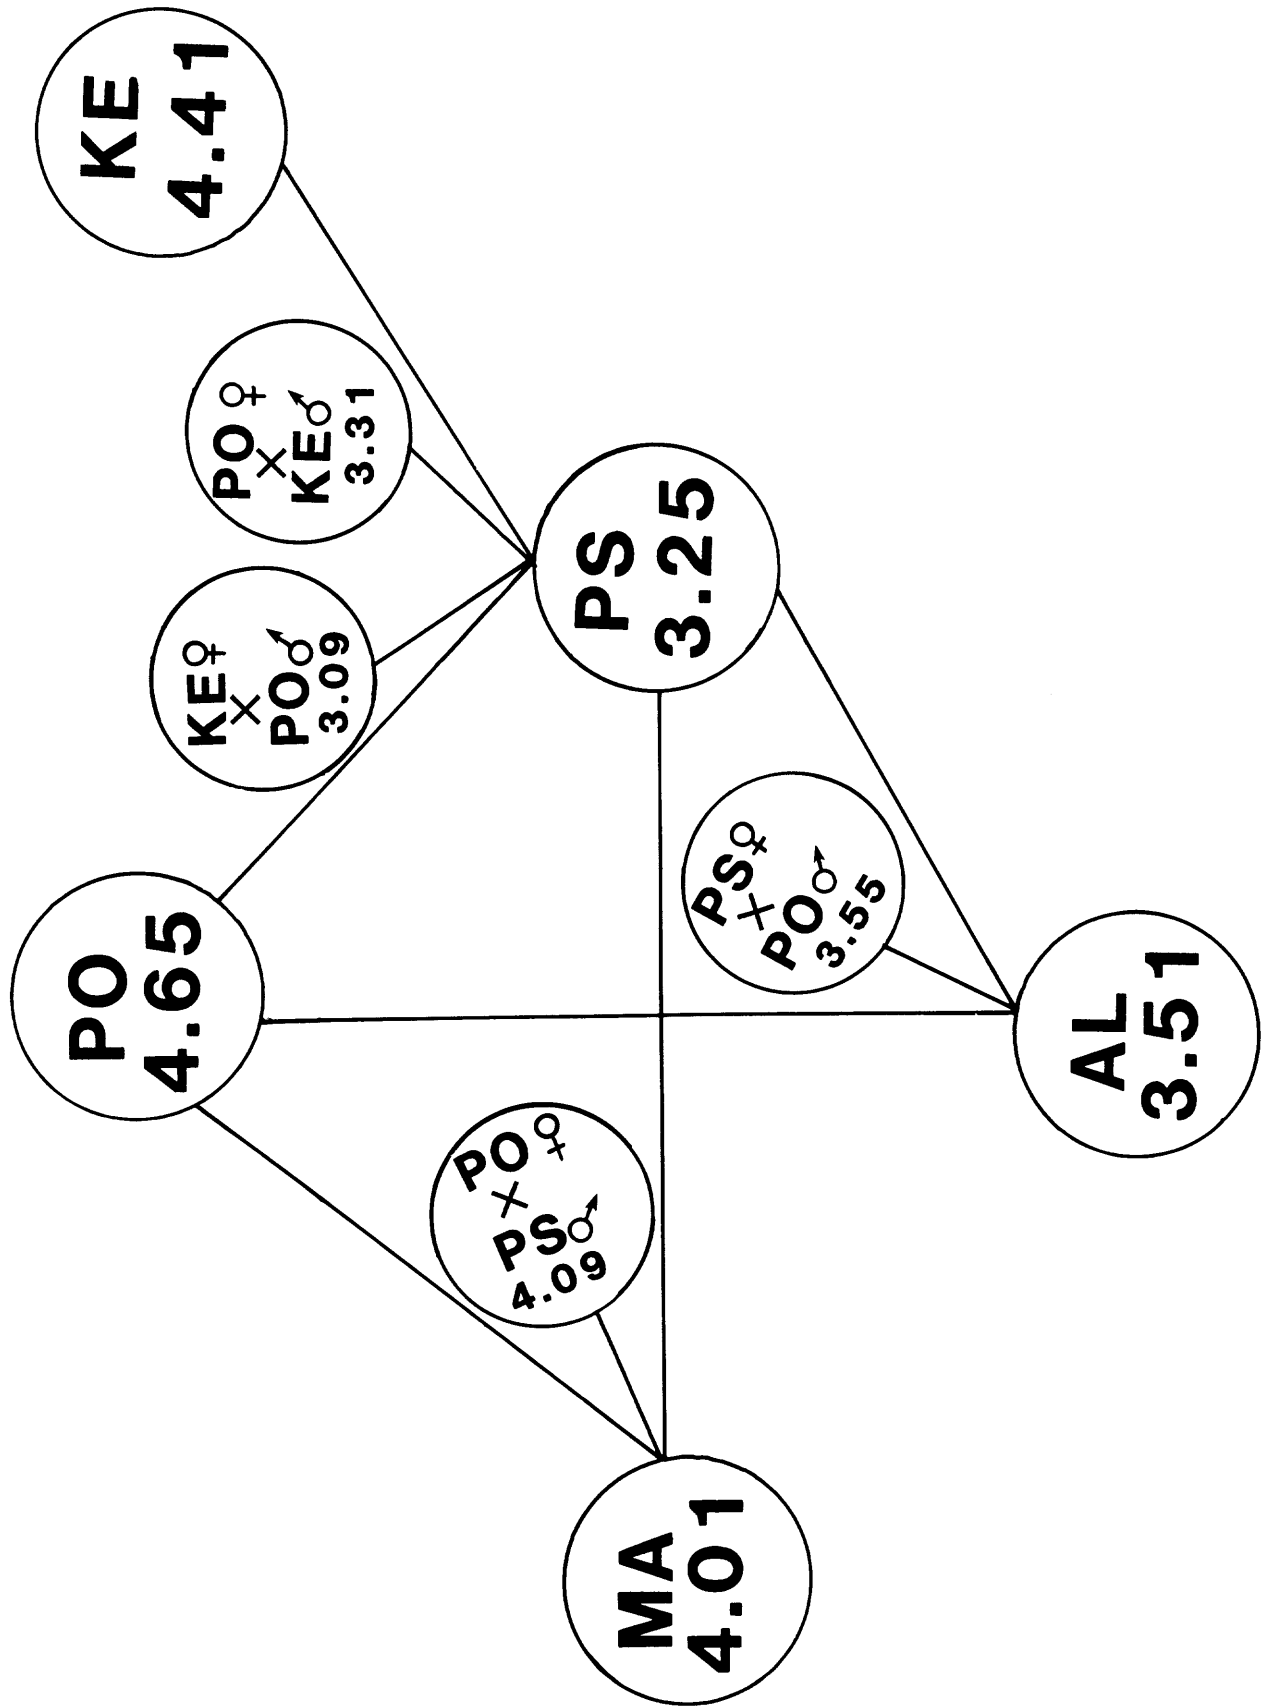 KE
4.41
PO♀
×
KE♂
3.31
KE♀
×
PO♂
3.09
PS
3.25
PO
4.65
PS♀
×
PO♂
3.55
PO♀
×
PS♂
4.09
AL
3.51
MA
4.01